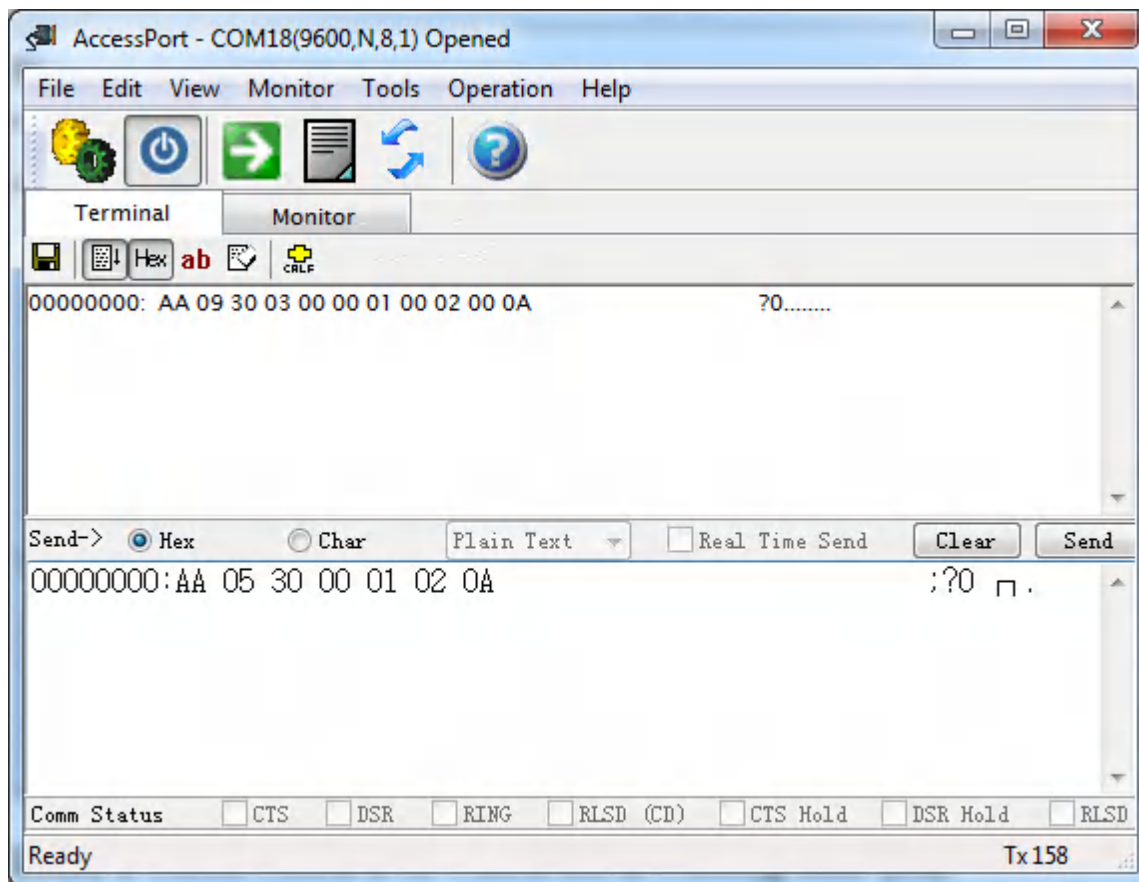 AccessPort - COM18(9600,N,8,1) Opened
File Edit View Monitor Tools Operation Help
Terminal Monitor
Hex ab CRLF
00000000: AA 09 30 03 00 00 01 00 02 00 0A ?0........
Send-> Hex Char Plain Text Real Time Send Clear Send
00000000:AA 05 30 00 01 02 0A ;?0 ┌┐.
Comm Status CTS DSR RING RLSD (CD) CTS Hold DSR Hold RLSD
Ready Tx 158